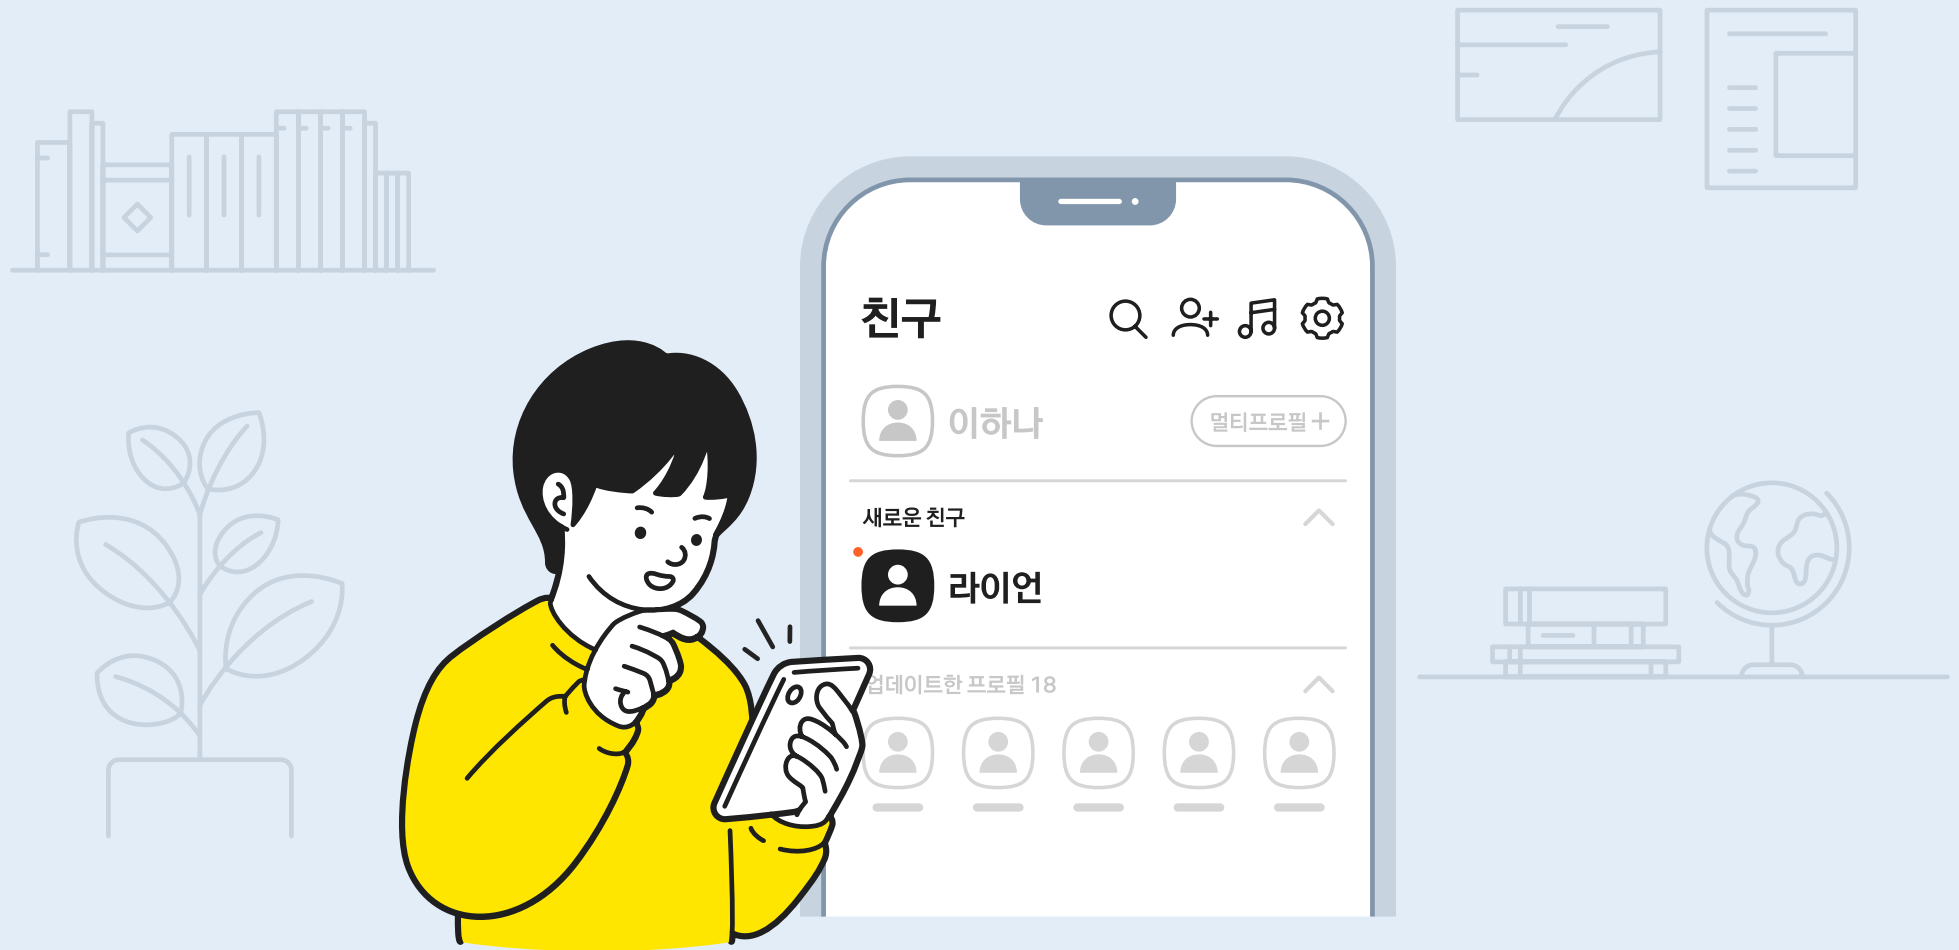 친구
이하나
멀티프로필+
새로운 친구
라이언
업데이트한 프로필 18